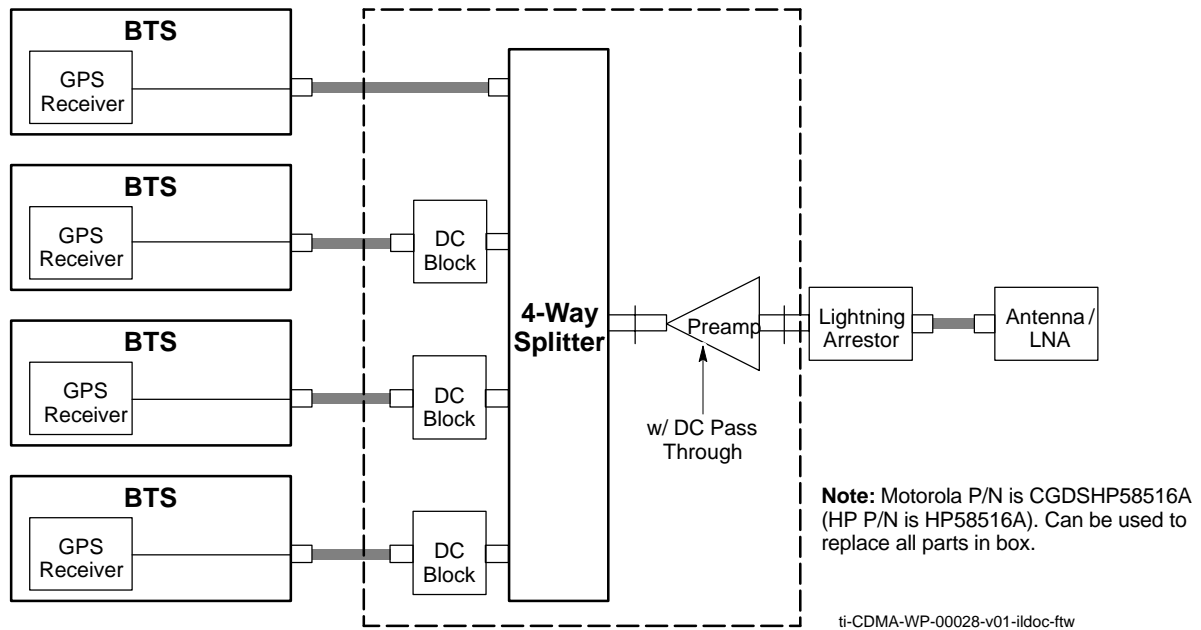 BTS
GPS
Receiver
BTS
GPS
Receiver
DC
Block
BTS
GPS
Receiver
DC
Block
BTS
GPS
Receiver
DC
Block
4-Way
Splitter
Preamp
w/ DC Pass
Through
Lightning
Arrestor
Antenna /
LNA
Note: Motorola P/N is CGDSHP58516A
(HP P/N is HP58516A). Can be used to
replace all parts in box.
ti-CDMA-WP-00028-v01-ildoc-ftw